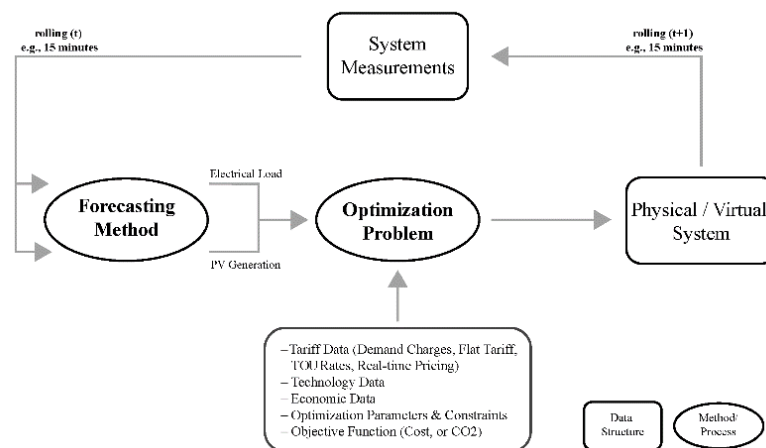 rolling (t)
e.g., 15 minutes
System
Measurements
rolling (t+1)
e.g., 15 minutes
Electrical Load
Forecasting
Method
PV Generation
Optimization
Problem
Physical / Virtual
System
–Tariff Data (Demand Charges, Flat Tariff,
TOU Rates, Real-time Pricing)
–Technology Data
–Economic Data
–Optimization Parameters & Constraints
–Objective Function (Cost, or CO2)
Data
Structure
Method/
Process